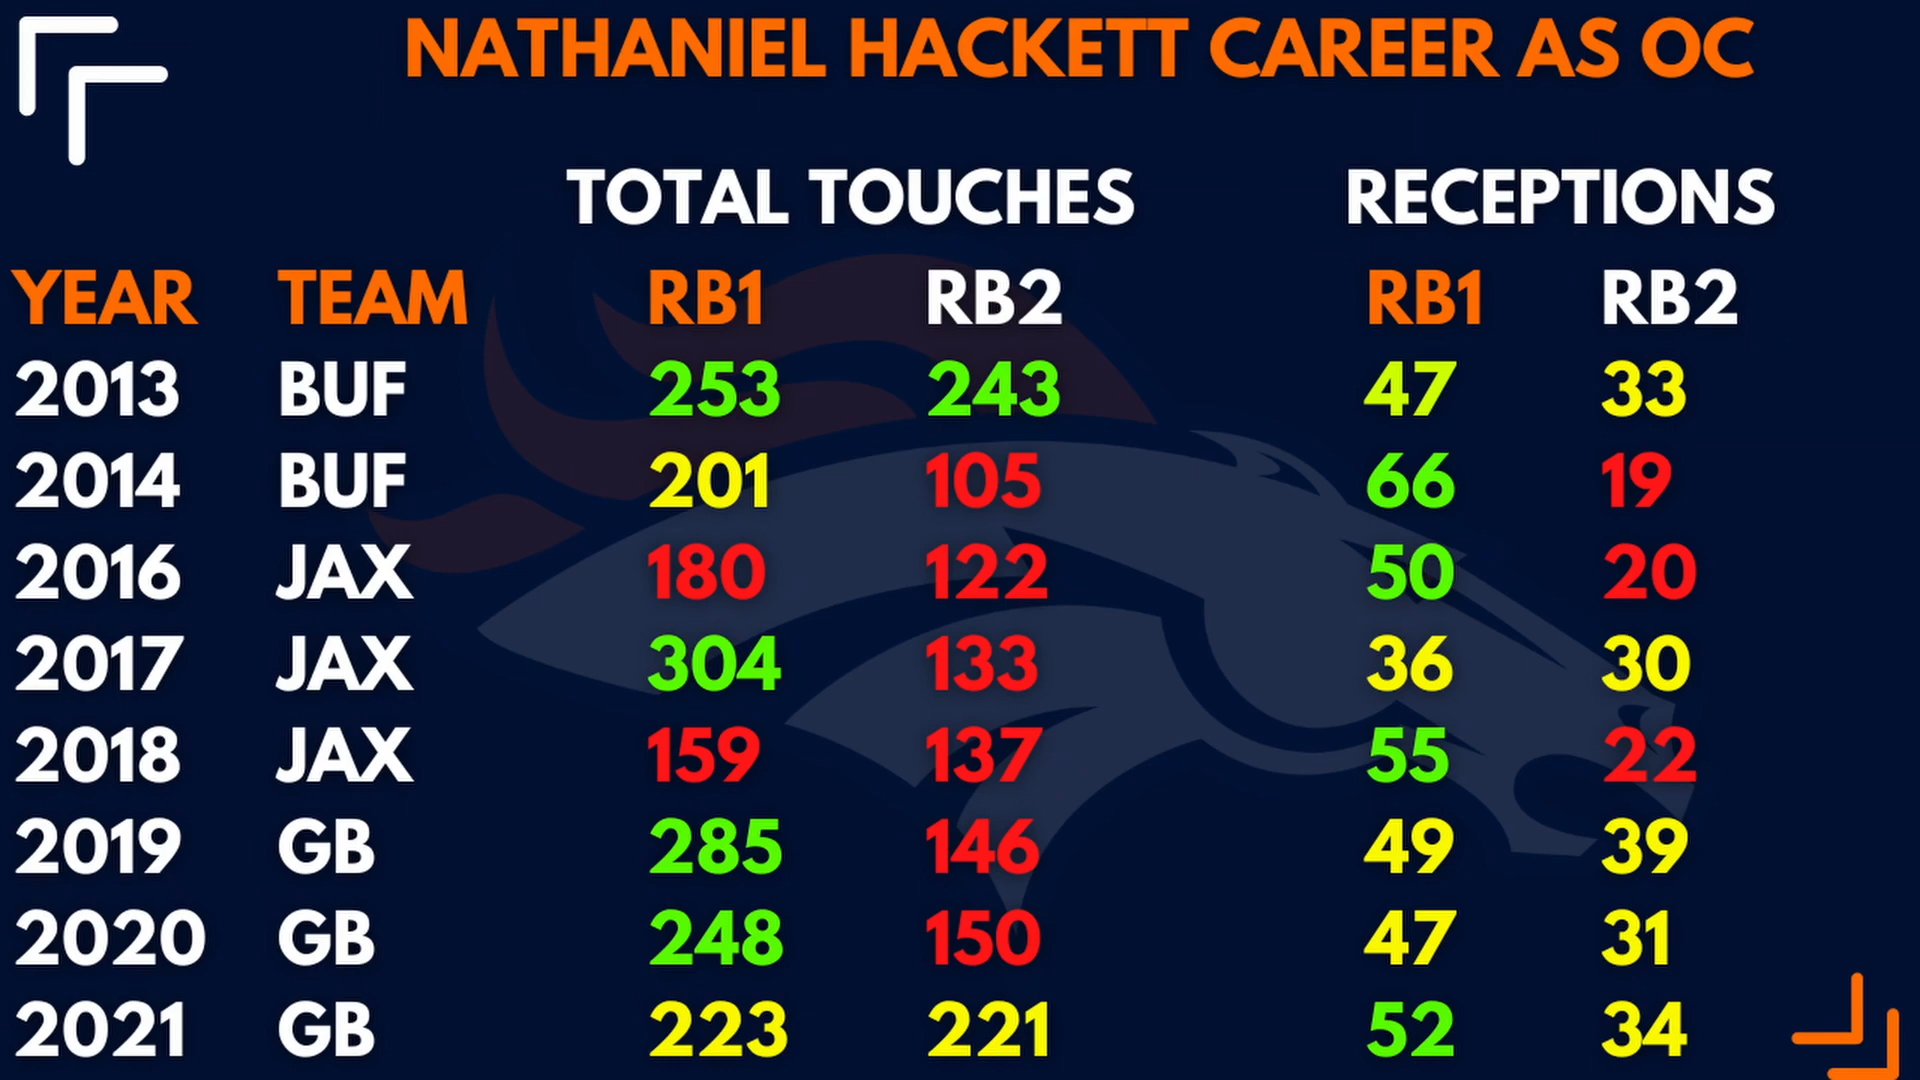 NATHANIEL HACKETT CAREER AS OC
TOTAL TOUCHES RECEPTIONS
YEAR TEAM RB1 RB2 RB1 RB2
2013 BUF 253 243 47 33
2014 BUF 201 105 66 19
2016 JAX 180 122 50 20
2017 JAX 304 133 36 30
2018 JAX 159 137 55 22
2019 GB 285 146 49 39
2020 GB 248 150 47 31
2021 GB 223 221 52 34